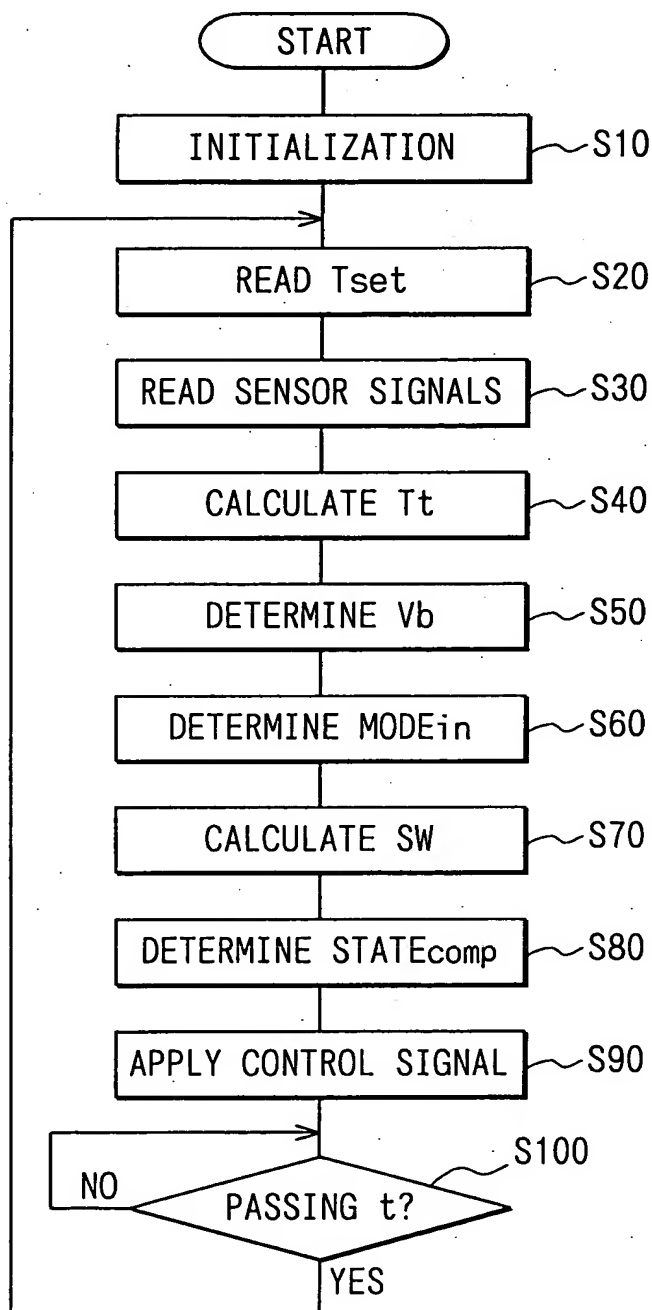 START
INITIALIZATION
S10
READ Tset
S20
READ SENSOR SIGNALS
S30
CALCULATE Tt
S40
DETERMINE Vb
S50
DETERMINE MODEin
S60
CALCULATE SW
S70
DETERMINE STATEcomp
S80
APPLY CONTROL SIGNAL
S90
S100
NO
PASSING t?
YES